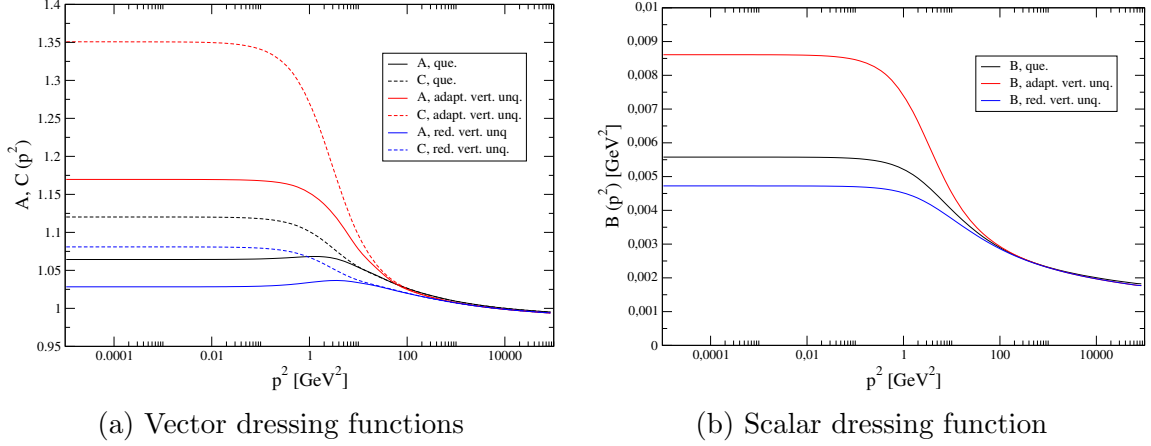 1.4
1.35
1.3
1.25
1.2
1.15
1.1
1.05
1
0.95
A, C (p²)
A, que.
C, que.
A, adapt. vert. unq.
C, adapt. vert. unq.
A, red. vert. unq
C, red. vert. unq.
0.0001 0.01 1 100 10000
p² [GeV²]
(a) Vector dressing functions
0,01
0,009
0,008
0,007
0,006
0,005
0,004
0,003
0,002
0,001
0
B (p²) [GeV²]
B, que.
B, adapt. vert. unq.
B, red. vert. unq.
0,0001 0,01 1 100 10000
p² [GeV²]
(b) Scalar dressing function